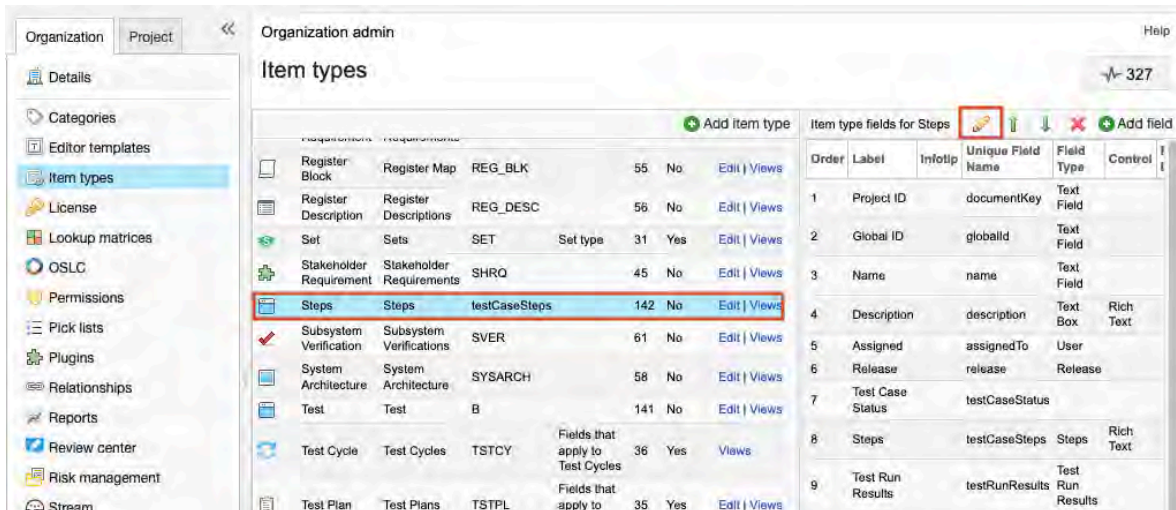 Organization Project
Organization admin
Help
Item types
327
Details
Categories
Editor templates
Item types
License
Lookup matrices
OSLC
Permissions
Pick lists
Plugins
Relationships
Reports
Review center
Risk management
Stream
Add item type
Register Block Register Map REG_BLK 55 No Edit | Views
Register Description Register Descriptions REG_DESC 56 No Edit | Views
Set Sets SET Set type 31 Yes Edit | Views
Stakeholder Requirement Stakeholder Requirements SHRQ 45 No Edit | Views
Steps Steps testCaseSteps 142 No Edit | Views
Subsystem Verification Subsystem Verifications SVER 61 No Edit | Views
System Architecture System Architecture SYSARCH 58 No Edit | Views
Test Test B 141 No Edit | Views
Test Cycle Test Cycles TSTCY Fields that apply to Test Cycles 36 Yes Views
Test Plan Test Plans TSTPL Fields that apply to 35 Yes Edit | Views
Item type fields for Steps Add field
Order Label Infotip Unique Field Name Field Type Control
1 Project ID documentKey Text Field
2 Global ID globalId Text Field
3 Name name Text Field
4 Description description Text Box Rich Text
5 Assigned assignedTo User
6 Release release Release
7 Test Case Status testCaseStatus
8 Steps testCaseSteps Steps Rich Text
9 Test Run Results testRunResults Test Run Results